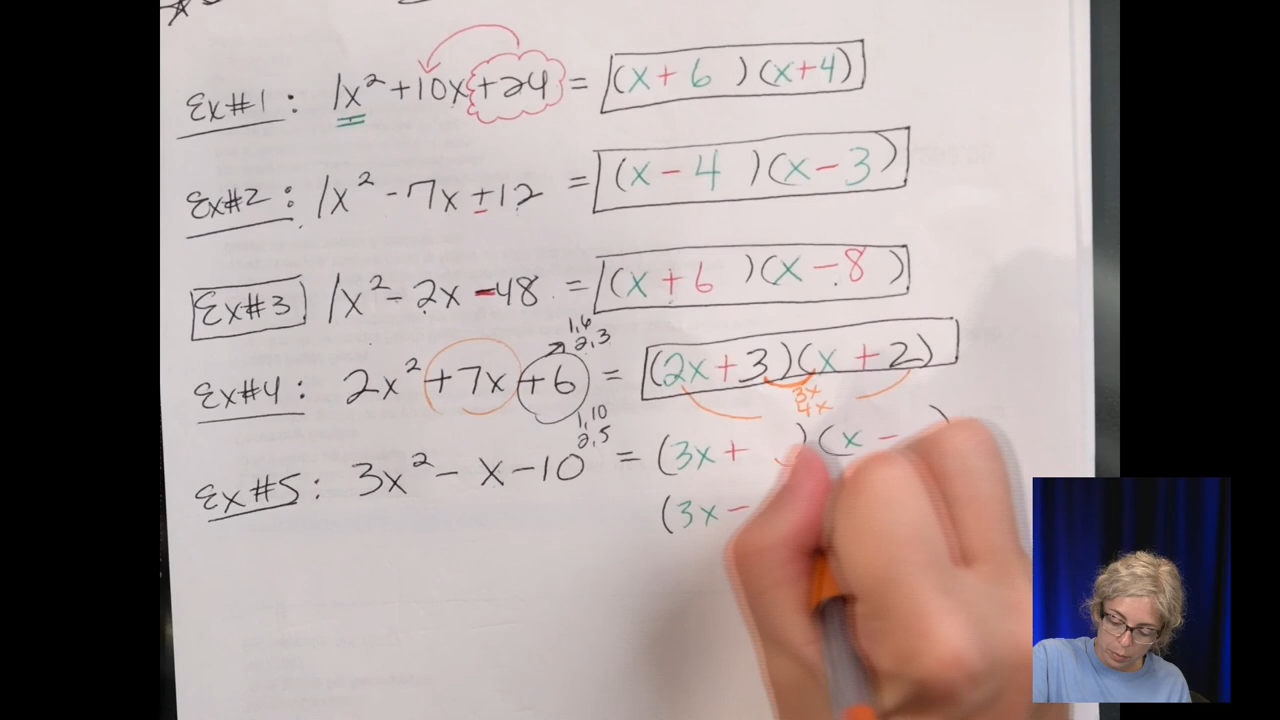 Ex#1: 1x² +10x +24 = (x + 6 )(x+4)
Ex#2: 1x² -7x +12 = (x - 4 )(x - 3)
Ex#3 1x² - 2x -48 = (x + 6 )(x - 8 )
1,6
2,3
Ex#4: 2x² +7x +6 = (2x + 3)(x + 2)
3x
4x
1,10
2,5
Ex#5: 3x² - x -10 = (3x + )(x - )
(3x -